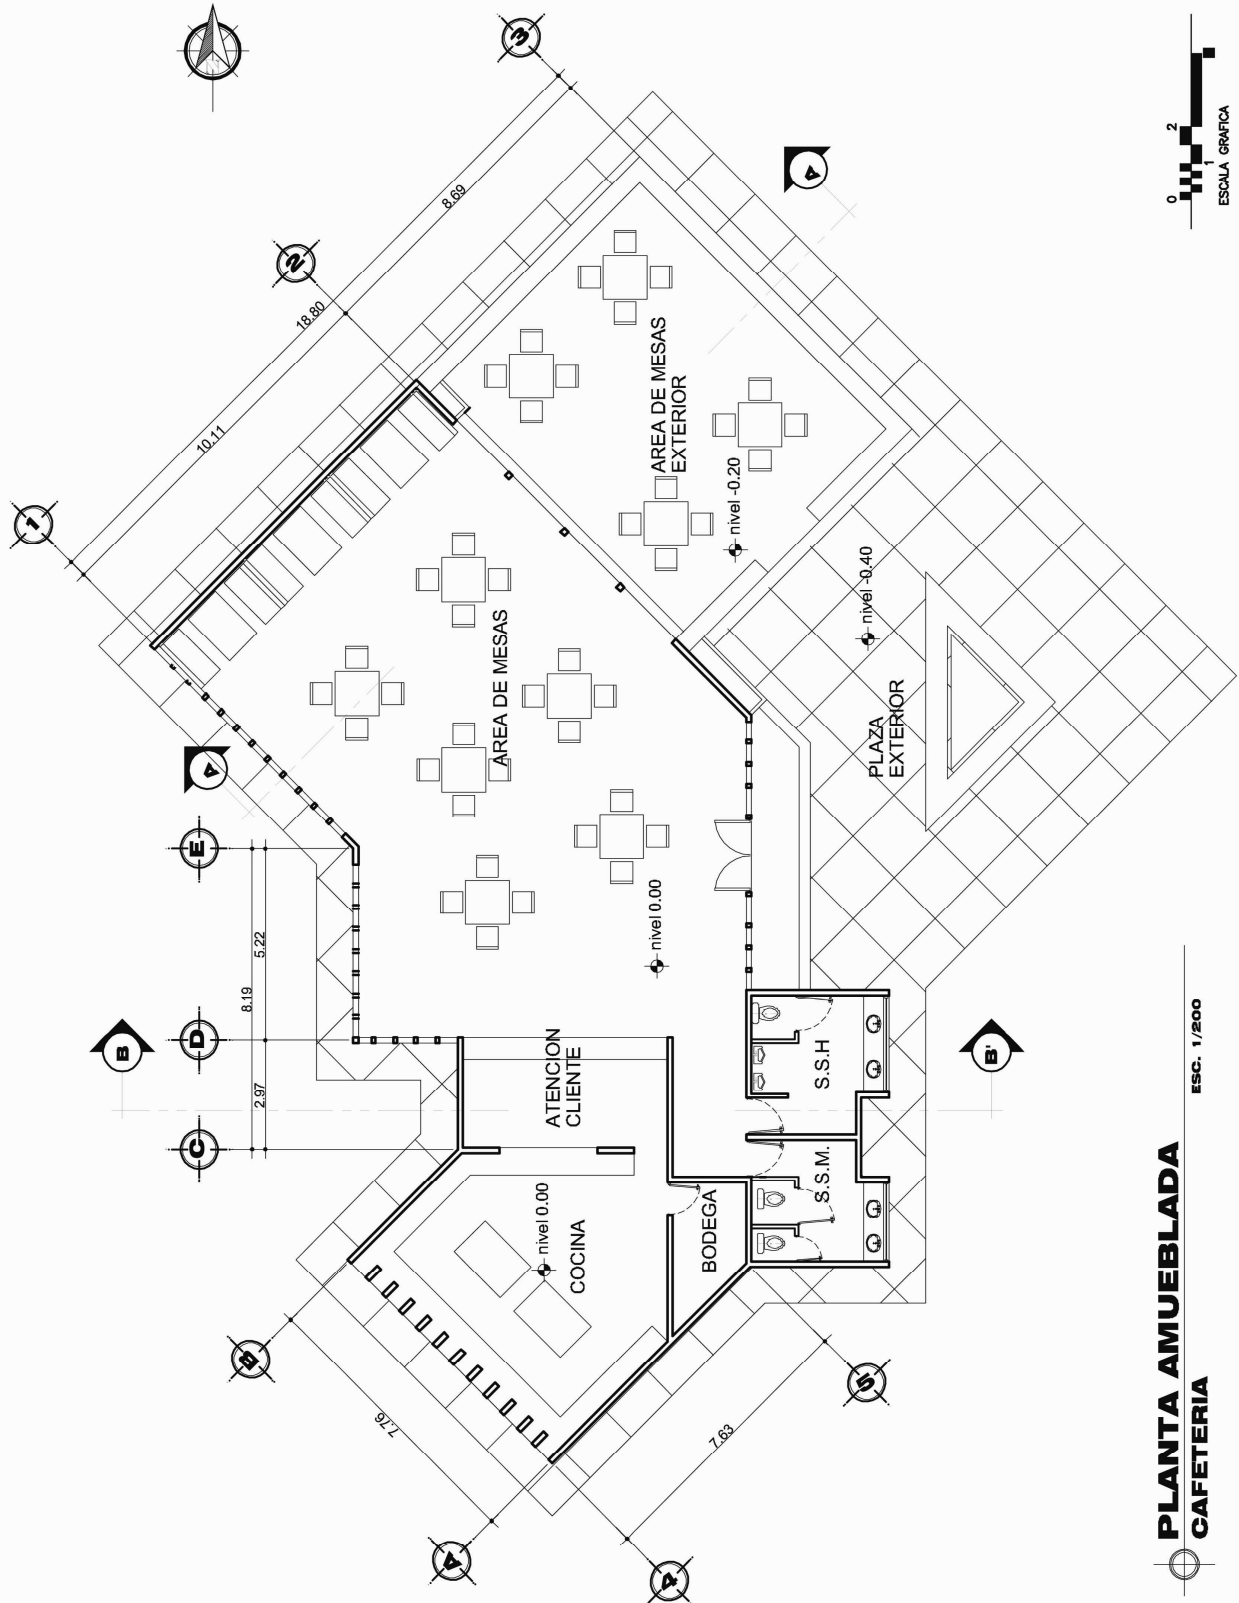 3
2
1
8.69
18.80
10.11
E
D
C
5.22
8.19
2.97
B
B'
A
A
AREA DE MESAS
EXTERIOR
nivel -0.20
nivel -0.40
AREA DE MESAS
PLAZA
EXTERIOR
nivel 0.00
ATENCION
CLIENTE
S.S.H
S.S.M.
BODEGA
nivel 0.00
COCINA
B
A
4
5
7.76
7.63
0
1
2
ESCALA GRAFICA
PLANTA AMUEBLADA
ESC. 1/200
CAFETERIA